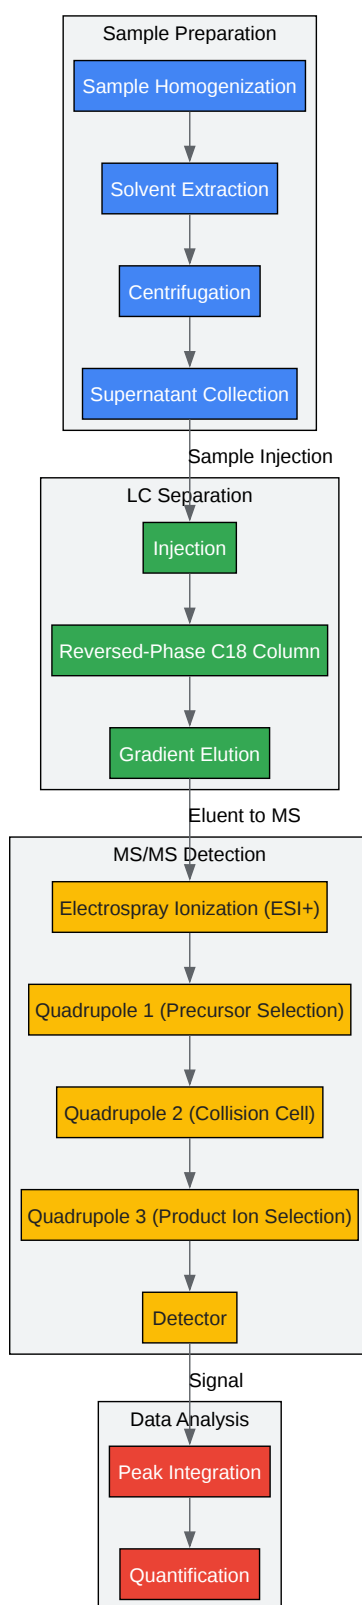 Sample Preparation
Sample Homogenization
Solvent Extraction
Centrifugation
Supernatant Collection
Sample Injection
LC Separation
Injection
Reversed-Phase C18 Column
Gradient Elution
Eluent to MS
MS/MS Detection
Electrospray Ionization (ESI+)
Quadrupole 1 (Precursor Selection)
Quadrupole 2 (Collision Cell)
Quadrupole 3 (Product Ion Selection)
Detector
Signal
Data Analysis
Peak Integration
Quantification